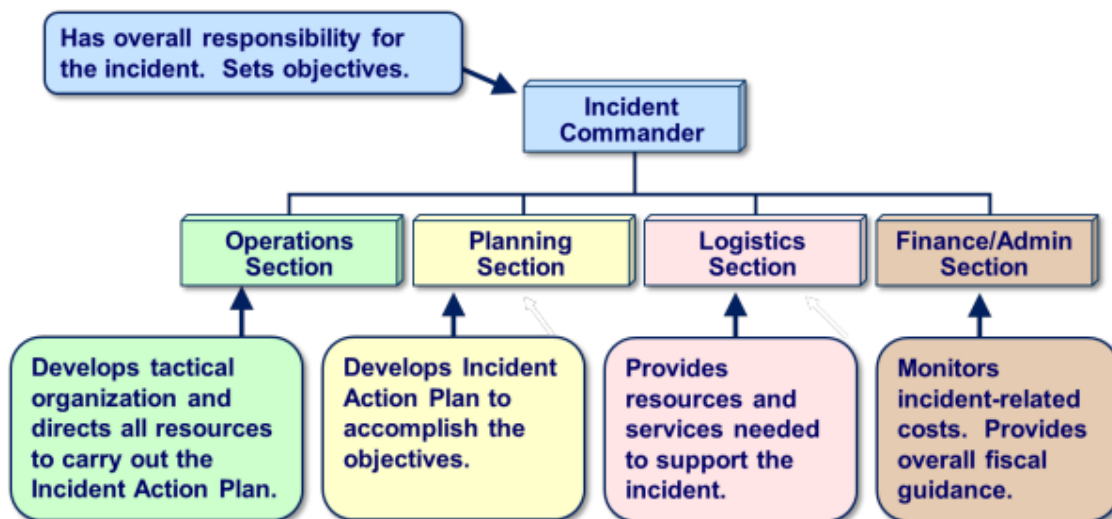 Has overall responsibility for
the incident.  Sets objectives.
Incident
Commander
Operations
Section
Planning
Section
Logistics
Section
Finance/Admin
Section
Develops tactical
organization and
directs all resources
to carry out the
Incident Action Plan.
Develops Incident
Action Plan to
accomplish the
objectives.
Provides
resources and
services needed
to support the
incident.
Monitors
incident-related
costs.  Provides
overall fiscal
guidance.